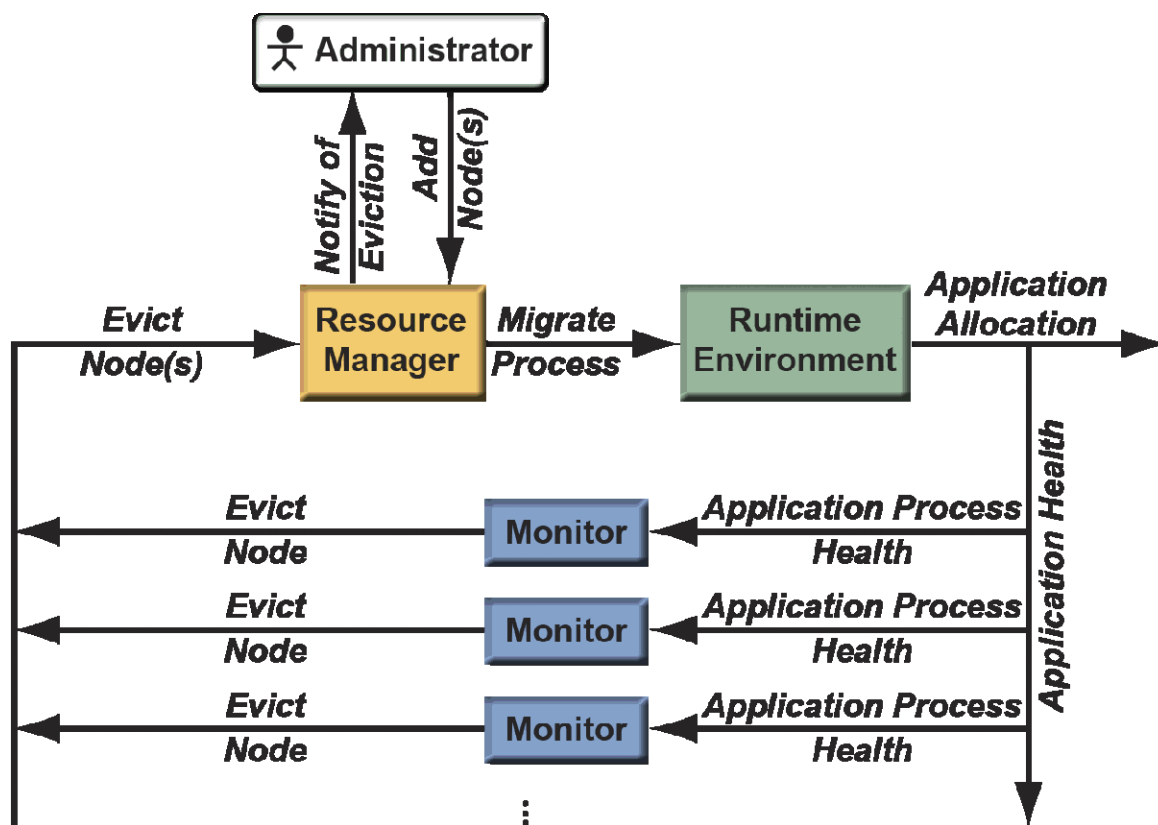 Administrator
Notify of
Eviction
Add
Node(s)
Evict
Node(s)
Resource
Manager
Migrate
Process
Runtime
Environment
Application
Allocation
Application Health
Evict
Node
Monitor
Application Process
Health
Evict
Node
Monitor
Application Process
Health
Evict
Node
Monitor
Application Process
Health
...